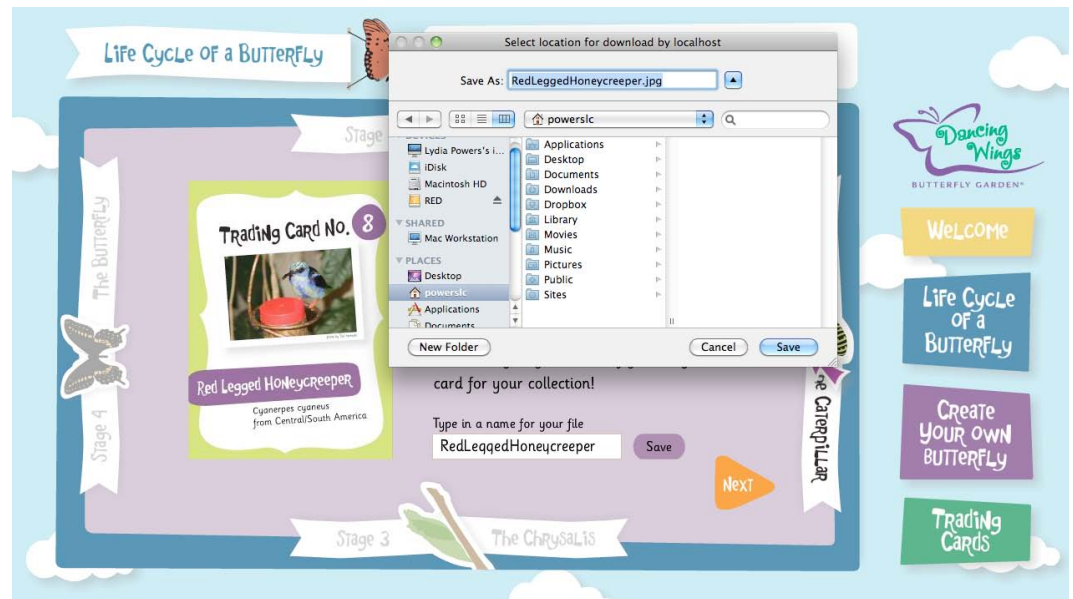 Life Cycle of a Butterfly
Select location for download by localhost
Save As: RedLeggedHoneycreeper.jpg
powerslc
DEVICES
Lydia Powers's i...
iDisk
Macintosh HD
RED
SHARED
Mac Workstation
PLACES
Desktop
powerslc
Applications
Documents
Applications
Desktop
Documents
Downloads
Dropbox
Library
Movies
Music
Pictures
Public
Sites
New Folder
Cancel
Save
Stage
Trading Card No. 8
Red Legged Honeycreeper
Cyanerpes cyaneus
from Central/South America
card for your collection!
Type in a name for your file
RedLeggedHoneycreeper
Save
Next
Stage 4
The Butterfly
Stage 3
The Chrysalis
Caterpillar
Dancing
Wings
BUTTERFLY GARDEN
Welcome
Life Cycle
of a
Butterfly
Create
Your Own
Butterfly
Trading
Cards